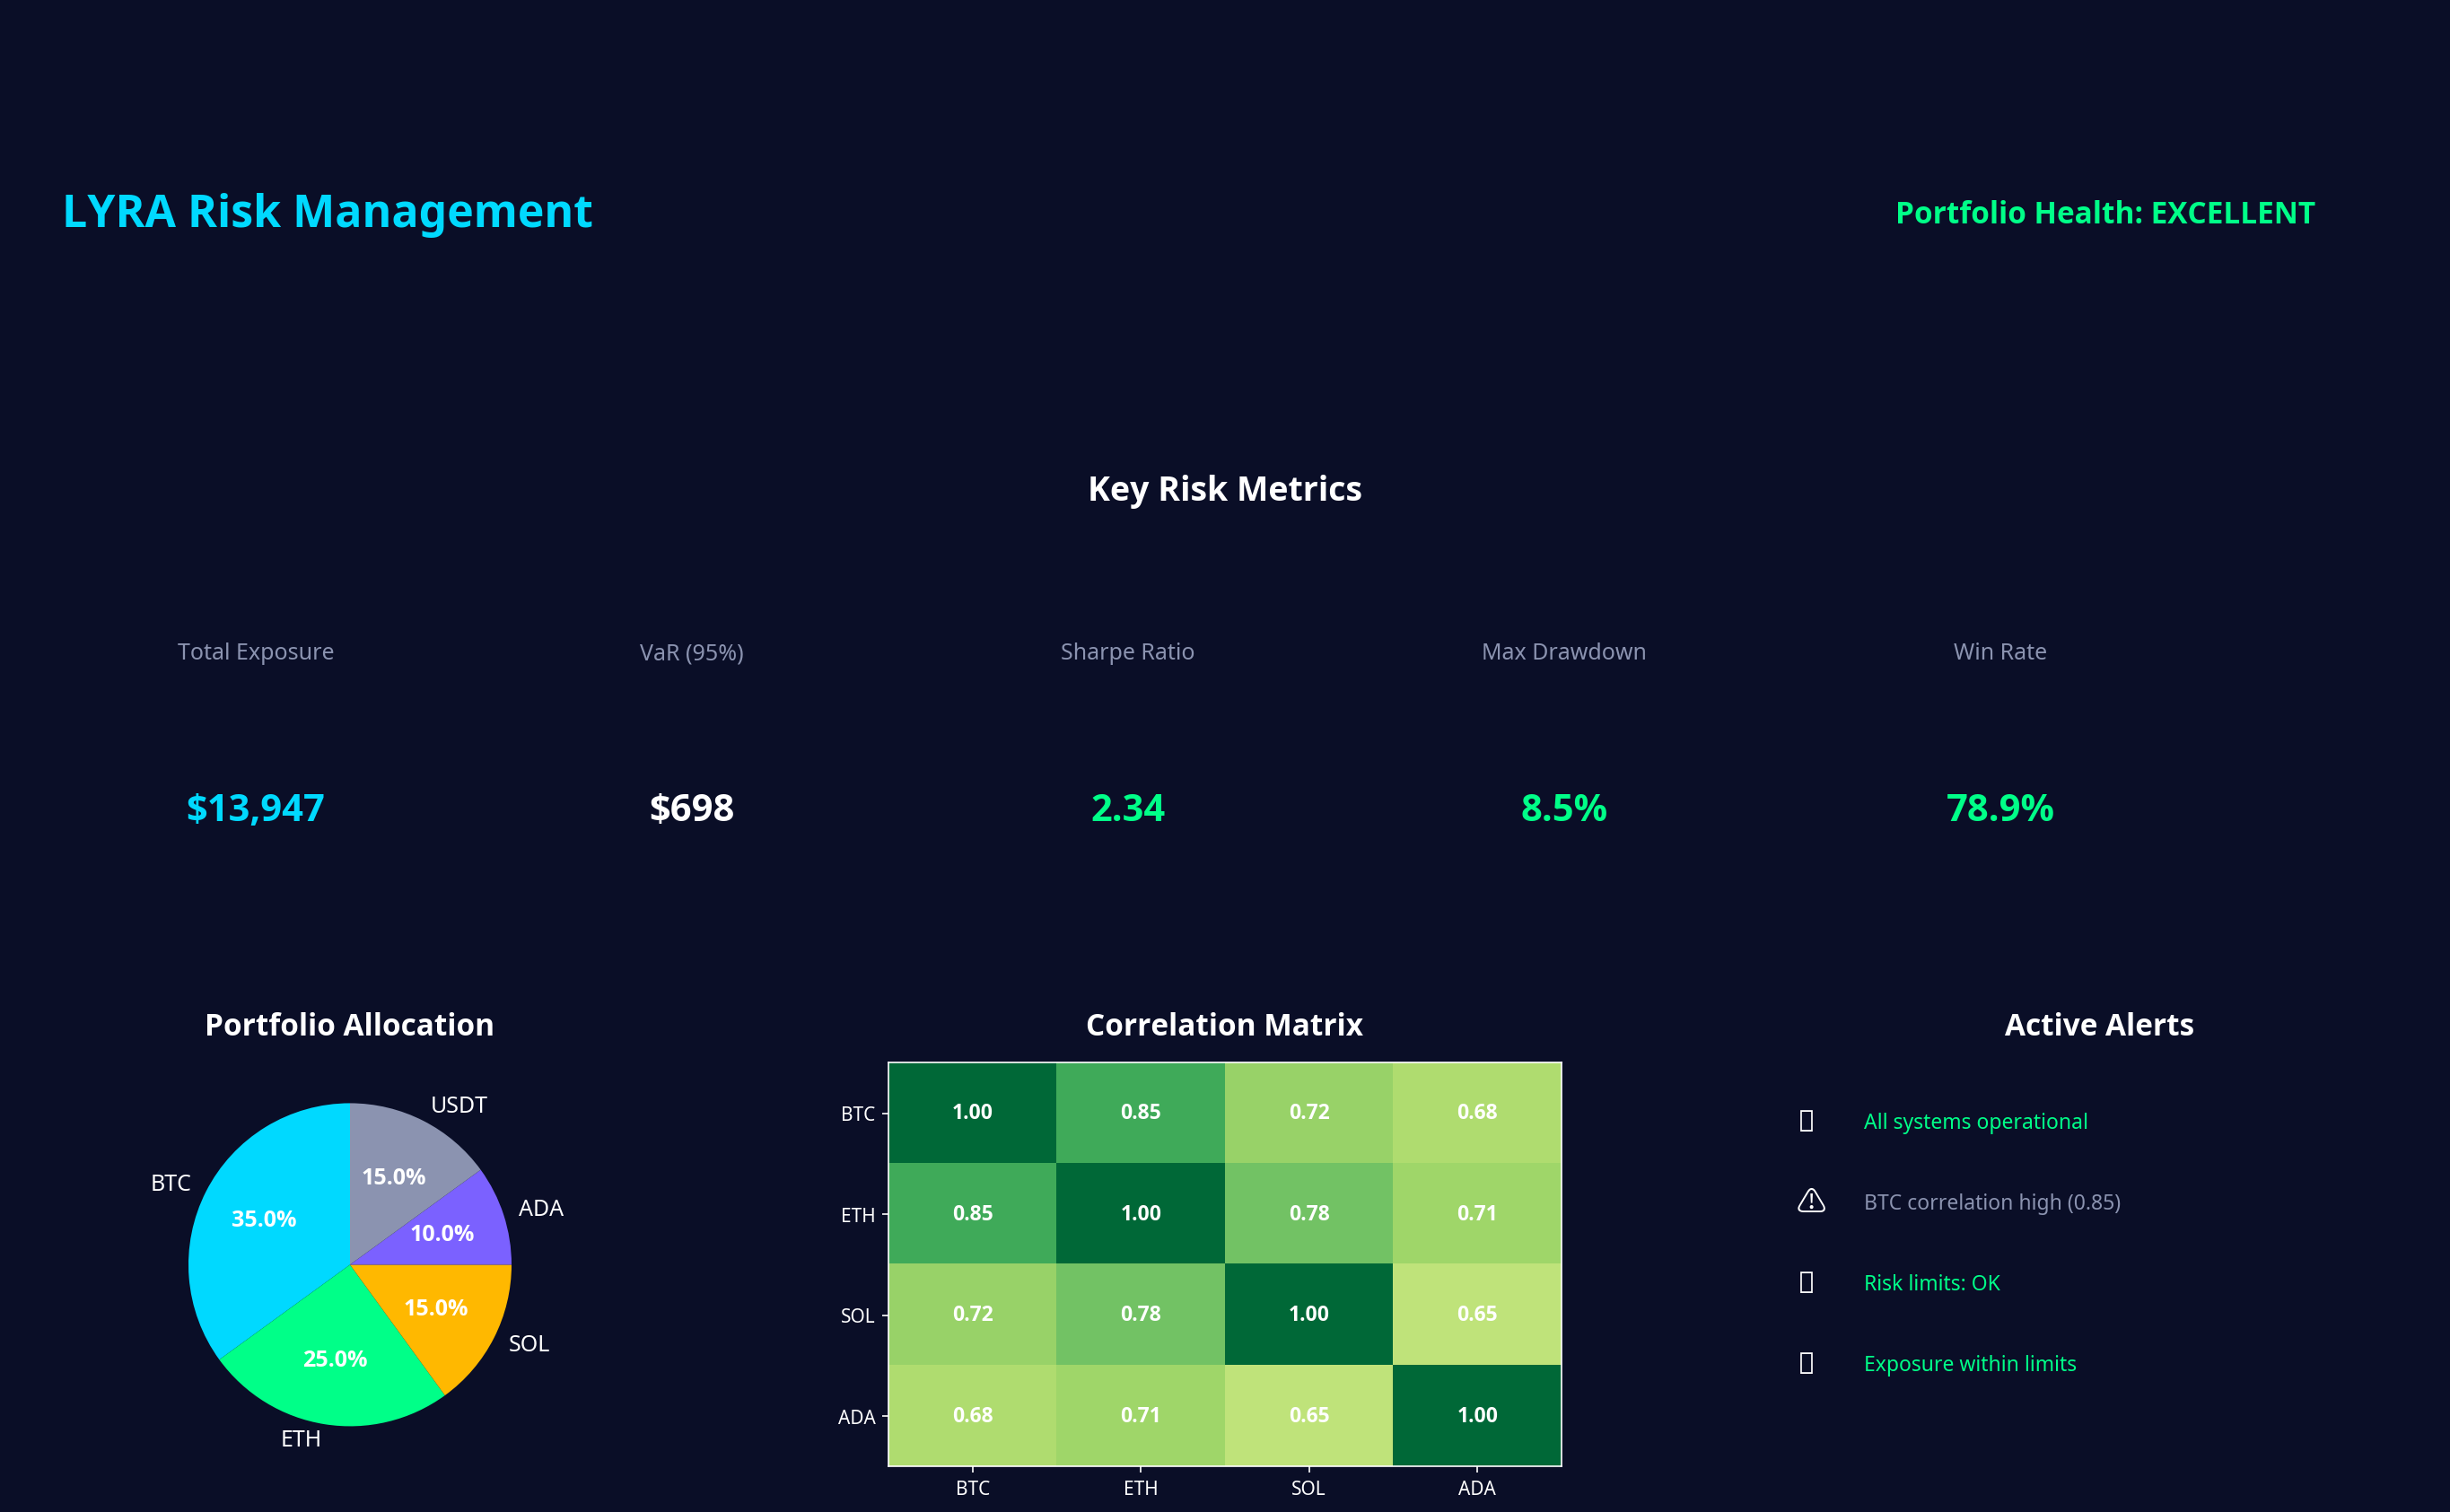 LYRA Risk Management
Portfolio Health: EXCELLENT
Key Risk Metrics
Total Exposure
VaR (95%)
Sharpe Ratio
Max Drawdown
Win Rate
$13,947
$698
2.34
8.5%
78.9%
Portfolio Allocation
USDT
BTC
ADA
SOL
ETH
15.0%
35.0%
10.0%
15.0%
25.0%
Correlation Matrix
BTC 1.00 0.85 0.72 0.68
ETH 0.85 1.00 0.78 0.71
SOL 0.72 0.78 1.00 0.65
ADA 0.68 0.71 0.65 1.00
BTC ETH SOL ADA
Active Alerts
All systems operational
⚠ BTC correlation high (0.85)
Risk limits: OK
Exposure within limits